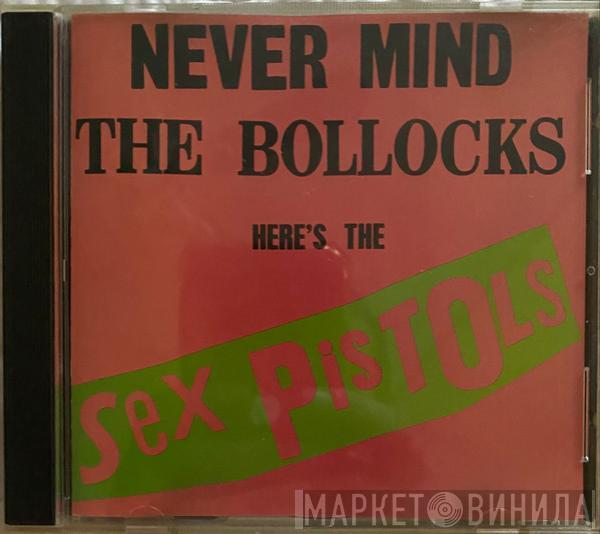 NEVER MIND
THE BOLLOCKS
HERE'S THE
Sex PisTOLs
МАРКЕТ ВИНИЛА